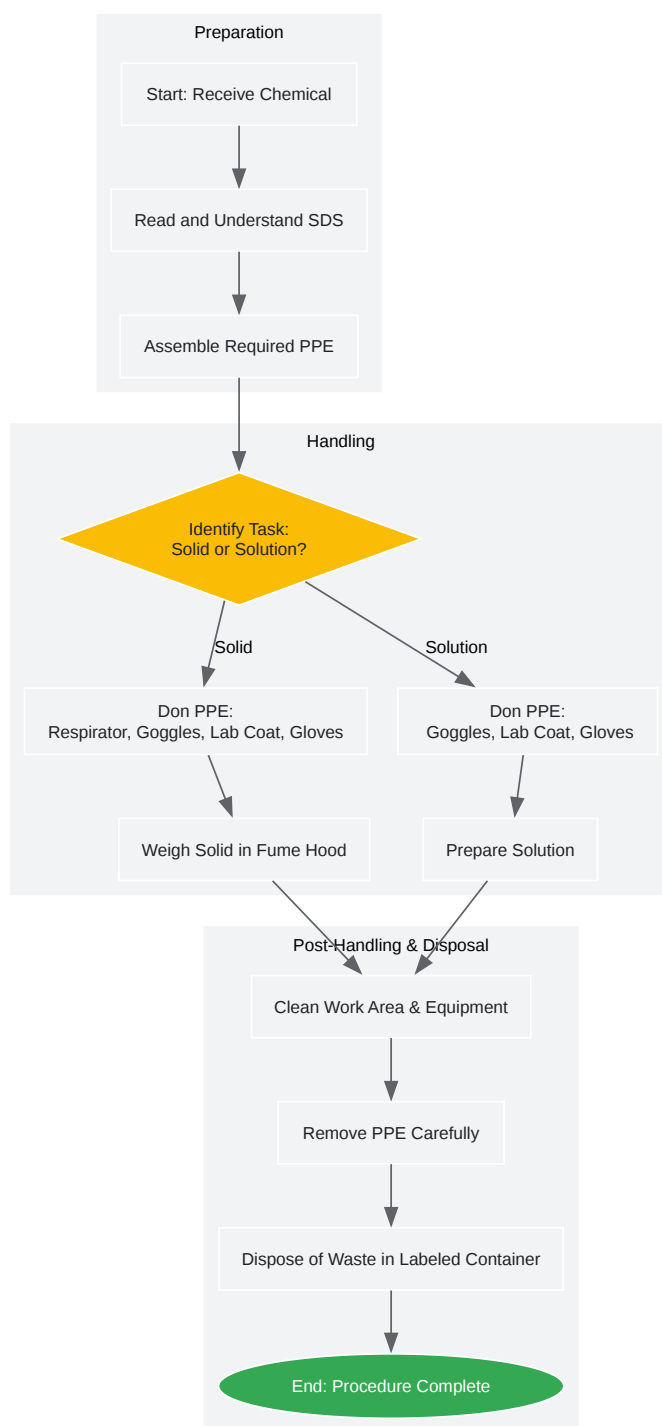 Preparation
Start: Receive Chemical
Read and Understand SDS
Assemble Required PPE
Handling
Identify Task:
Solid or Solution?
Solid
Solution
Don PPE:
Respirator, Goggles, Lab Coat, Gloves
Don PPE:
Goggles, Lab Coat, Gloves
Weigh Solid in Fume Hood
Prepare Solution
Post-Handling & Disposal
Clean Work Area & Equipment
Remove PPE Carefully
Dispose of Waste in Labeled Container
End: Procedure Complete